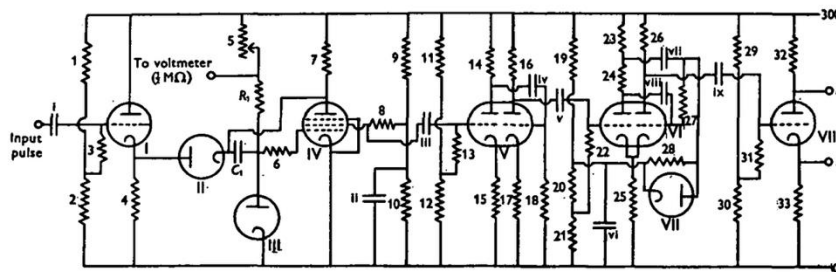 300
1
5
7
9
11
14
16
19
23
26
vii
29
32
To voltmeter
(½MΩ)
24
iv
viii
ix
i
R₁
8
v
VI
27
Input
pulse
3
I
II
C₁
6
IV
iii
13
V
22
28
31
VII
2
4
III
ii
10
12
15
17
18
20
21
vi
25
VII
30
33